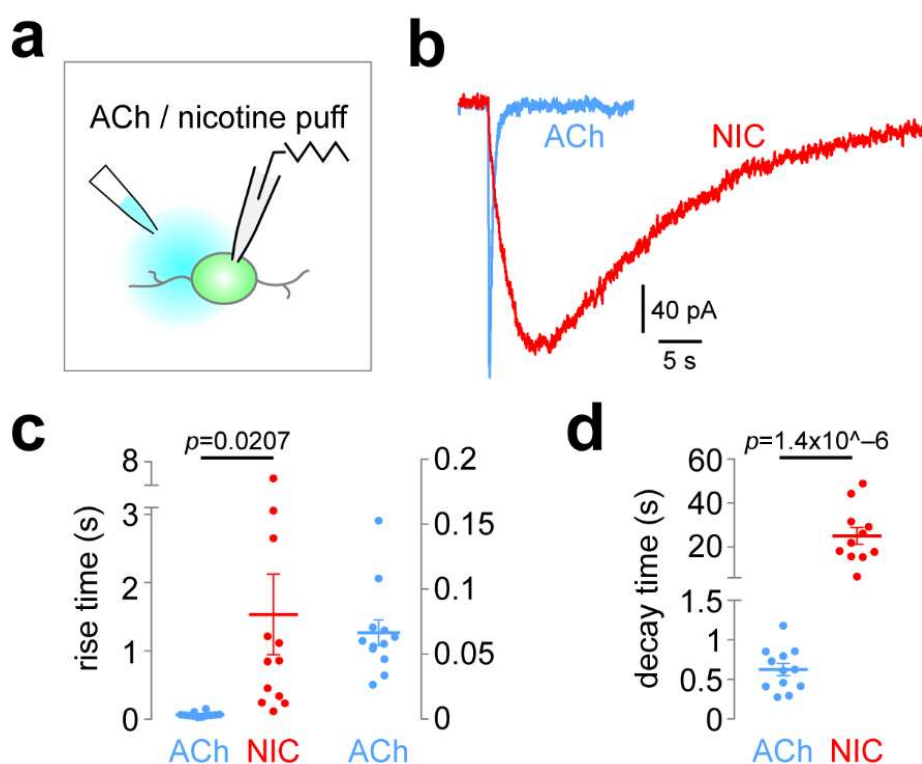 a
ACh / nicotine puff
b
ACh
NIC
40 pA
5 s
c
p=0.0207
8
3
2
1
0
rise time (s)
ACh
NIC
0.2
0.15
0.1
0.05
0
ACh
d
p=1.4x10^–6
60
40
20
1.5
1
0.5
0
decay time (s)
ACh
NIC